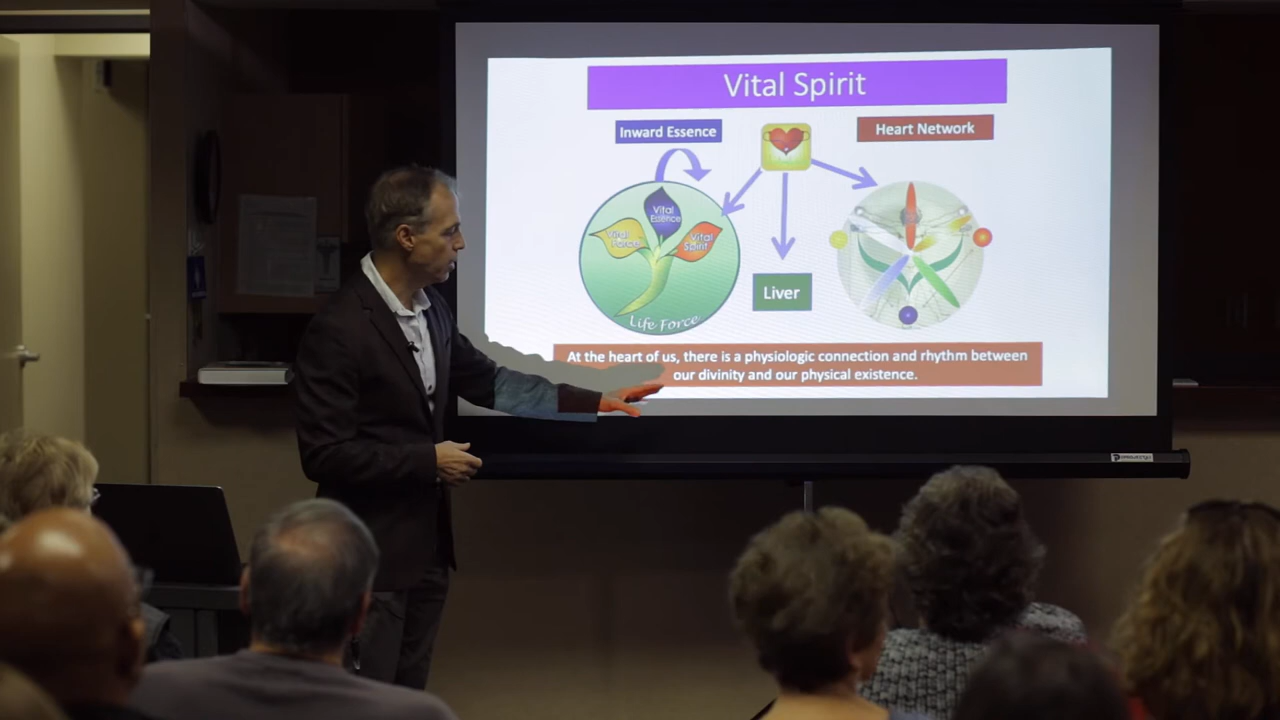 Vital Spirit
Inward Essence
Heart Network
Vital
Essence
Vital
Force
Vital
Spirit
Life Force
Liver
At the heart of us, there is a physiologic connection and rhythm between
our divinity and our physical existence.